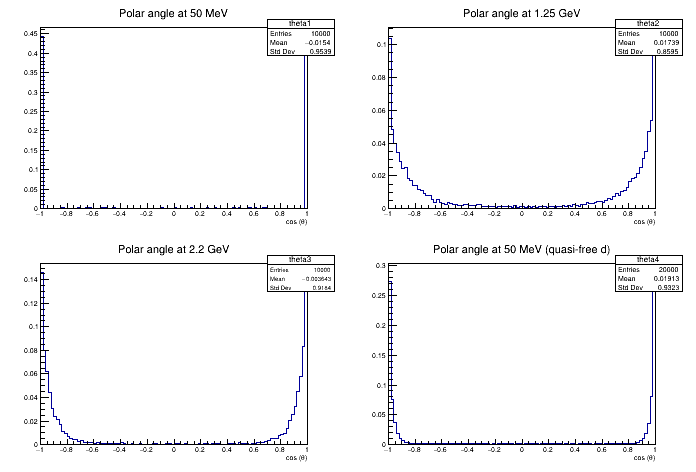 Polar angle at 50 MeV
theta1
Entries 10000
Mean −0.0154
Std Dev 0.9539
0.45
0.4
0.35
0.3
0.25
0.2
0.15
0.1
0.05
0
−1 −0.8 −0.6 −0.4 −0.2 0 0.2 0.4 0.6 0.8 1
cos (θ)
Polar angle at 1.25 GeV
theta2
Entries 10000
Mean 0.01739
Std Dev 0.8595
0.1
0.08
0.06
0.04
0.02
0
−1 −0.8 −0.6 −0.4 −0.2 0 0.2 0.4 0.6 0.8 1
cos (θ)
Polar angle at 2.2 GeV
theta3
Entries 10000
Mean −0.003643
Std Dev 0.9184
0.14
0.12
0.1
0.08
0.06
0.04
0.02
0
−1 −0.8 −0.6 −0.4 −0.2 0 0.2 0.4 0.6 0.8 1
cos (θ)
Polar angle at 50 MeV (quasi-free d)
theta4
Entries 20000
Mean 0.01913
Std Dev 0.9323
0.3
0.25
0.2
0.15
0.1
0.05
0
−1 −0.8 −0.6 −0.4 −0.2 0 0.2 0.4 0.6 0.8 1
cos (θ)